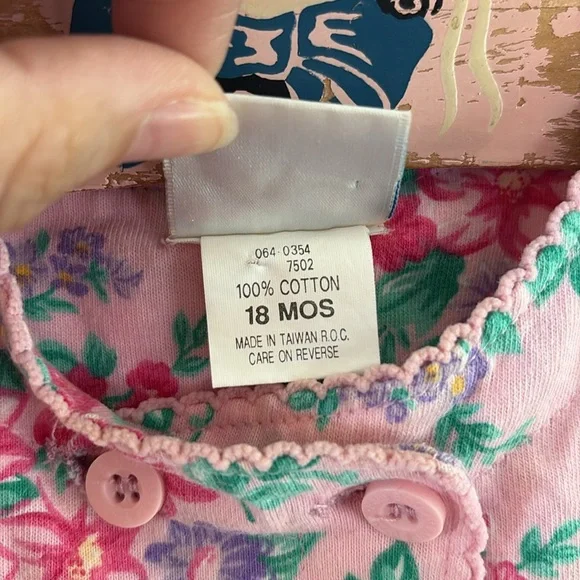 064-0354
7502
100% COTTON
18 MOS
MADE IN TAIWAN R.O.C.
CARE ON REVERSE